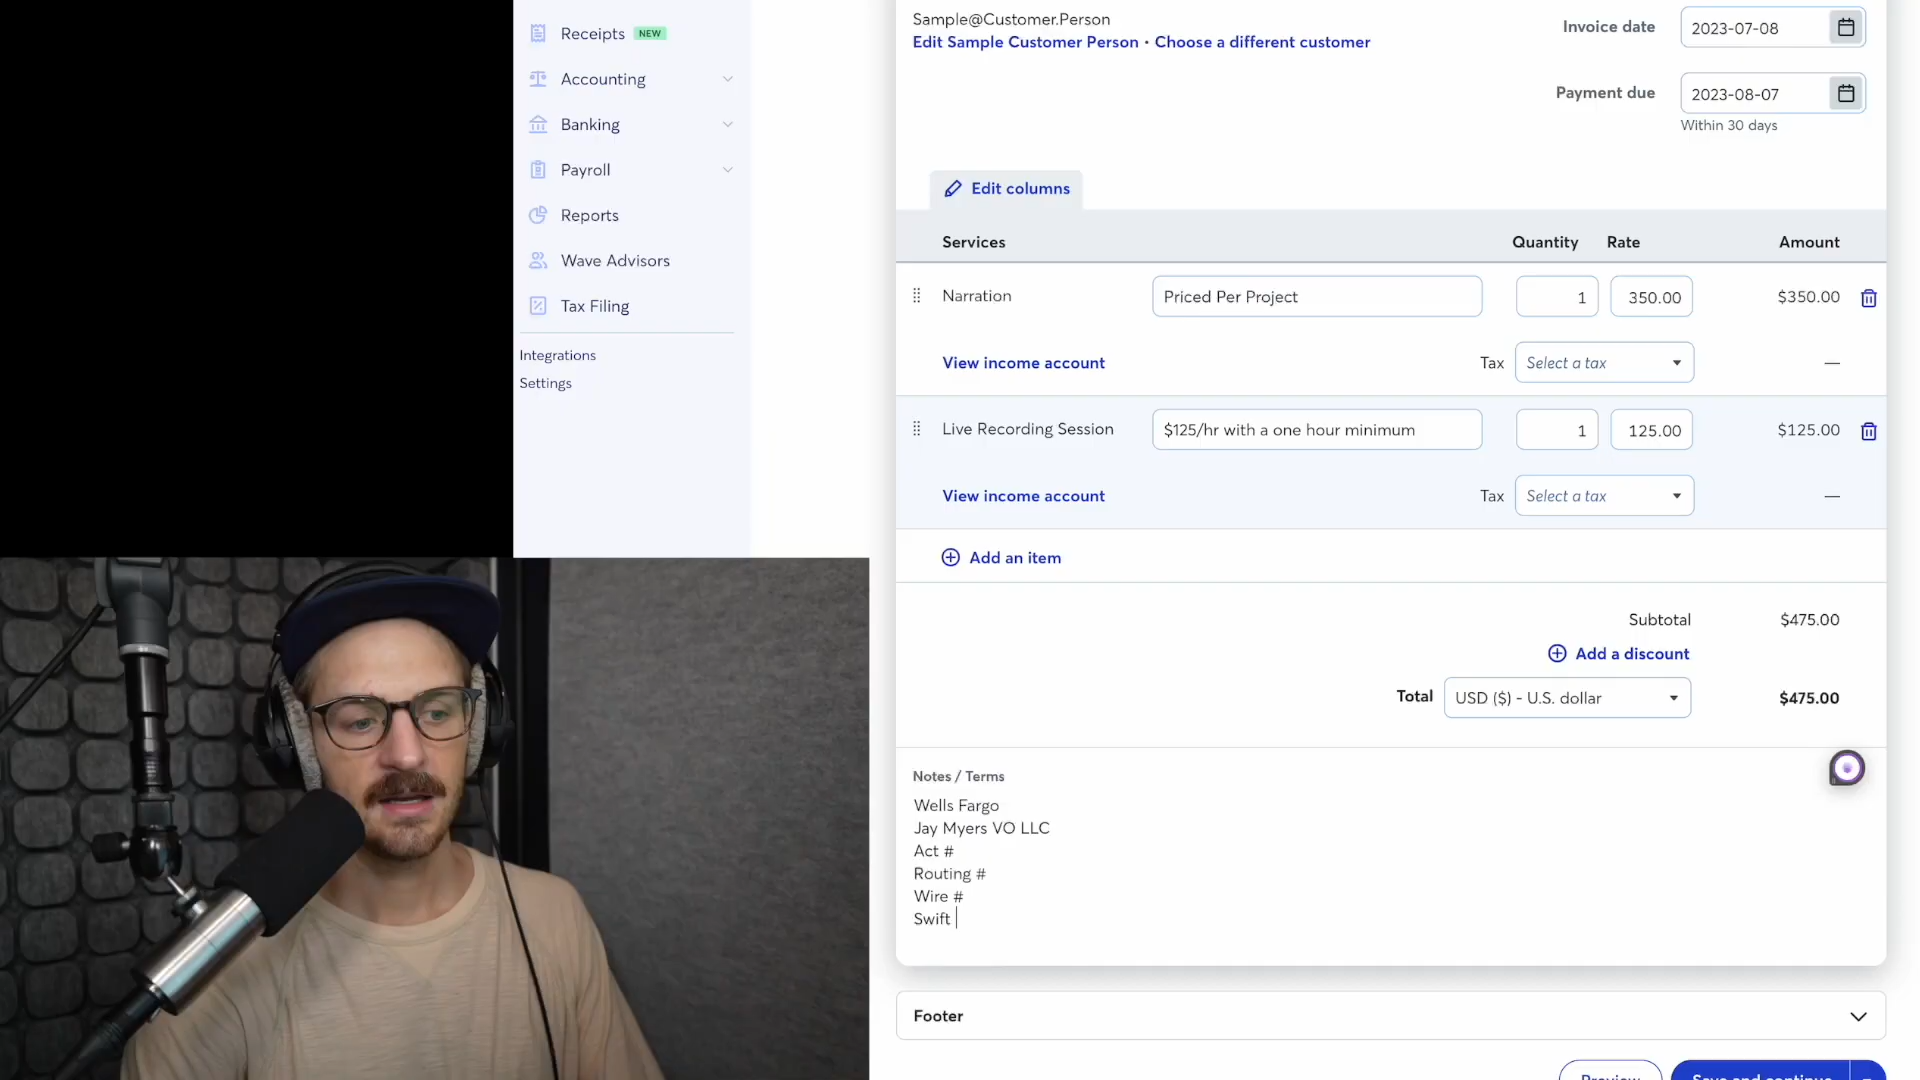 Receipts NEW
Accounting
Banking
Payroll
Reports
Wave Advisors
Tax Filing
Integrations
Settings
Sample@Customer.Person
Edit Sample Customer Person • Choose a different customer
Invoice date 2023-07-08
Payment due 2023-08-07
Within 30 days
Edit columns
Services Quantity Rate Amount
Narration Priced Per Project 1 350.00 $350.00
View income account Tax Select a tax —
Live Recording Session $125/hr with a one hour minimum 1 125.00 $125.00
View income account Tax Select a tax —
Add an item
Subtotal $475.00
Add a discount
Total USD ($) - U.S. dollar $475.00
Notes / Terms
Wells Fargo
Jay Myers VO LLC
Act #
Routing #
Wire #
Swift
Footer
Preview Save and continue